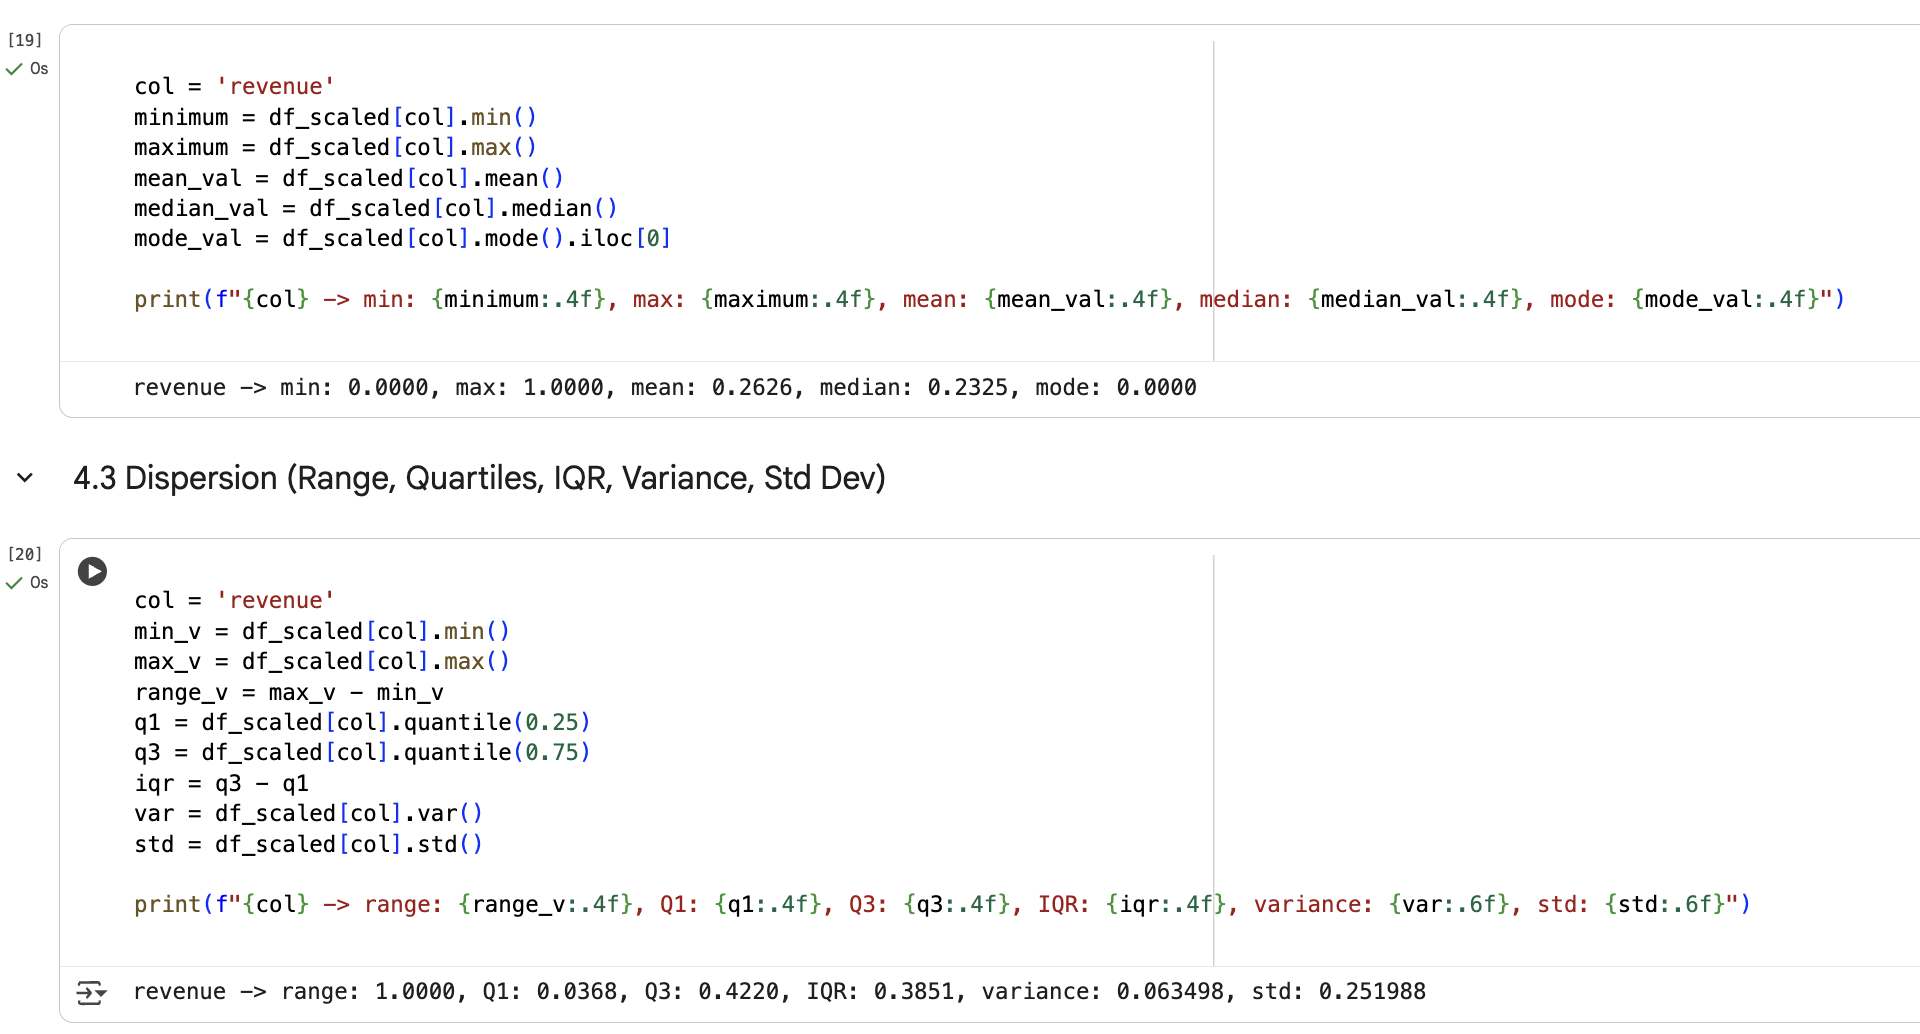 [19]
0s
col = 'revenue'
minimum = df_scaled[col].min()
maximum = df_scaled[col].max()
mean_val = df_scaled[col].mean()
median_val = df_scaled[col].median()
mode_val = df_scaled[col].mode().iloc[0]
print(f"{col} -> min: {minimum:.4f}, max: {maximum:.4f}, mean: {mean_val:.4f}, median: {median_val:.4f}, mode: {mode_val:.4f}")
revenue -> min: 0.0000, max: 1.0000, mean: 0.2626, median: 0.2325, mode: 0.0000
4.3 Dispersion (Range, Quartiles, IQR, Variance, Std Dev)
[20]
0s
col = 'revenue'
min_v = df_scaled[col].min()
max_v = df_scaled[col].max()
range_v = max_v - min_v
q1 = df_scaled[col].quantile(0.25)
q3 = df_scaled[col].quantile(0.75)
iqr = q3 - q1
var = df_scaled[col].var()
std = df_scaled[col].std()
print(f"{col} -> range: {range_v:.4f}, Q1: {q1:.4f}, Q3: {q3:.4f}, IQR: {iqr:.4f}, variance: {var:.6f}, std: {std:.6f}")
revenue -> range: 1.0000, Q1: 0.0368, Q3: 0.4220, IQR: 0.3851, variance: 0.063498, std: 0.251988